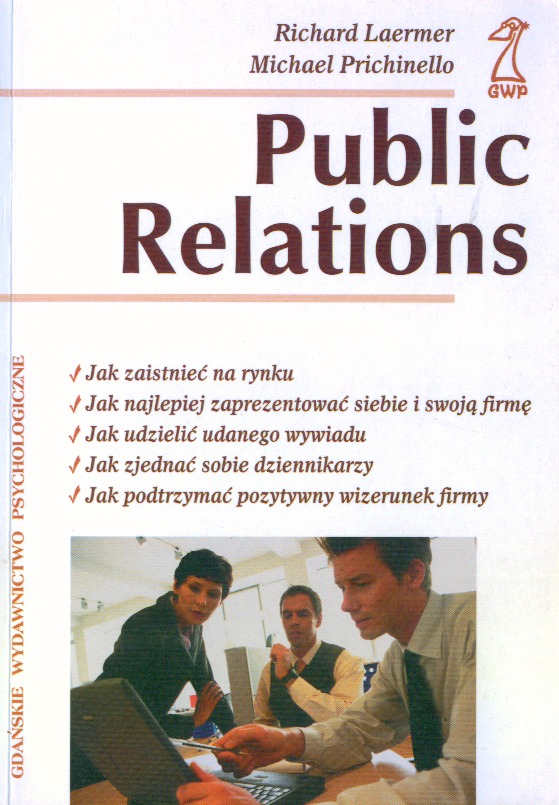 Richard Laermer
Michael Prichinello
GWP
Public
Relations
Jak zaistnieć na rynku
Jak najlepiej zaprezentować siebie i swoją firmę
Jak udzielić udanego wywiadu
Jak zjednać sobie dziennikarzy
Jak podtrzymać pozytywny wizerunek firmy
GDAŃSKIE WYDAWNICTWO PSYCHOLOGICZNE